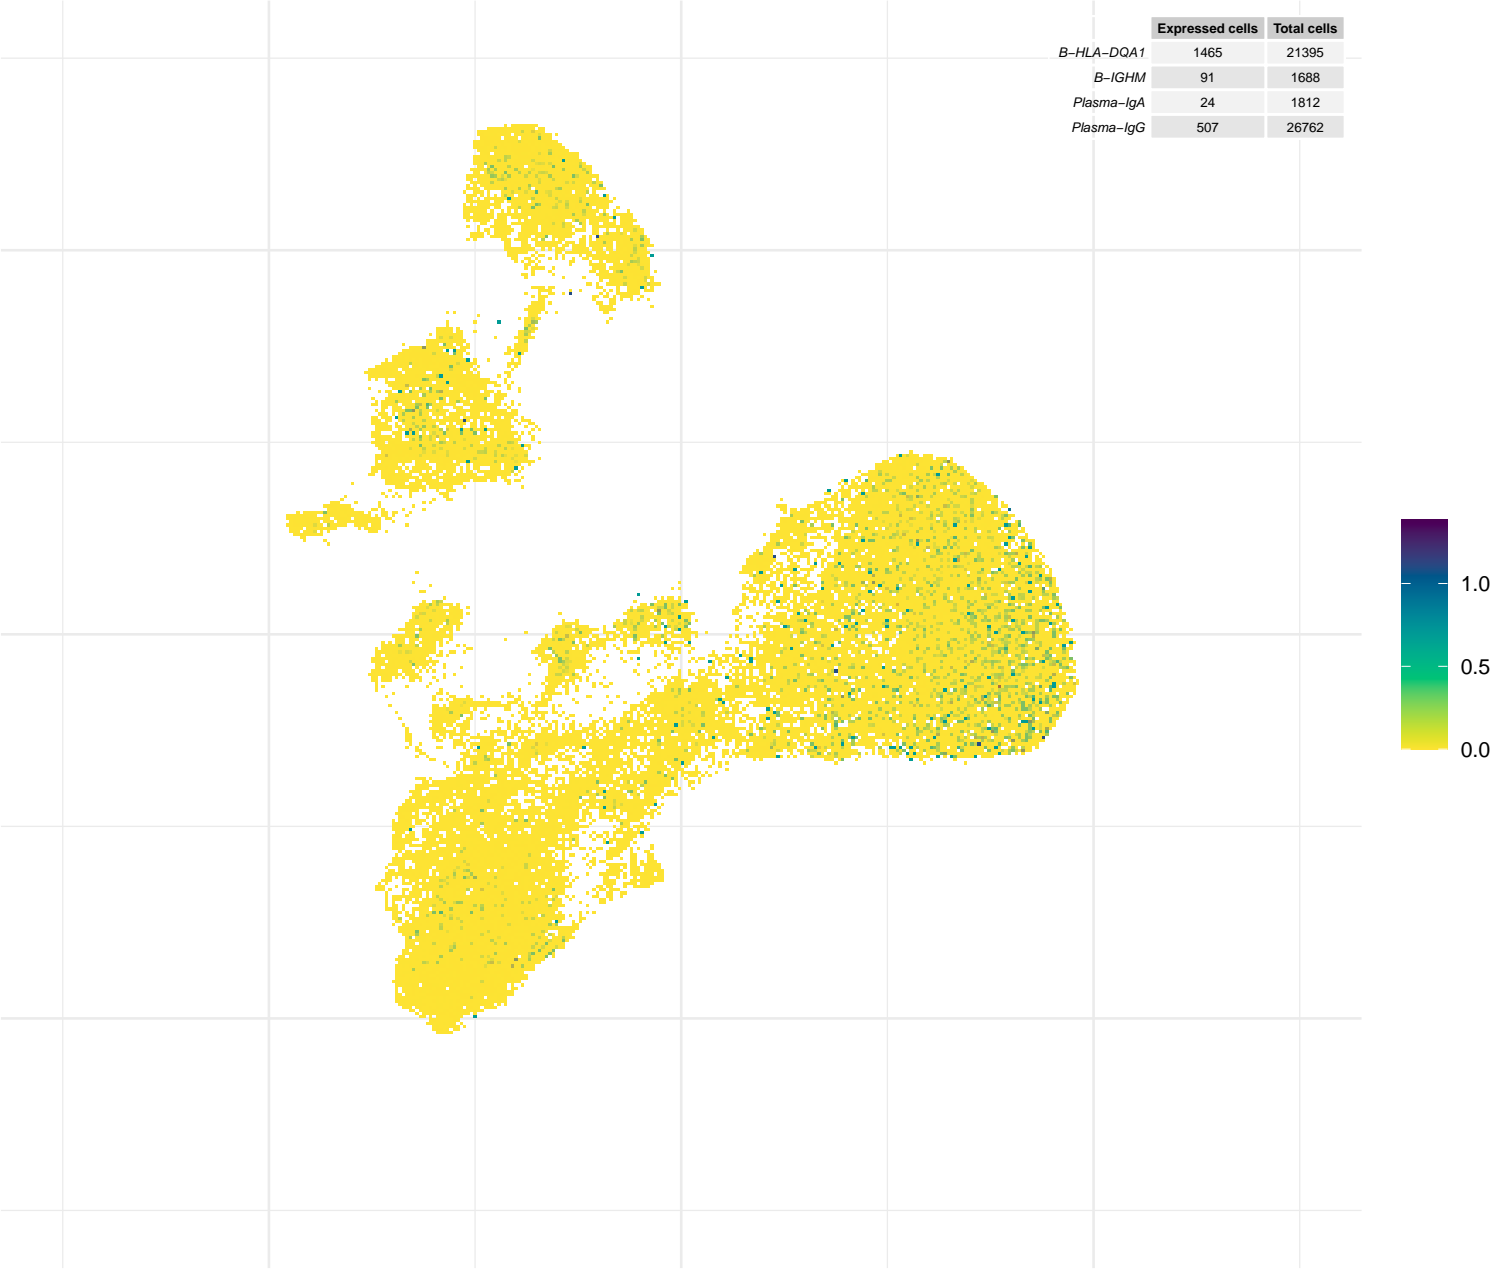 Expressed cells Total cells
B−HLA−DQA1 1465 21395
B−IGHM 91 1688
Plasma−IgA 24 1812
Plasma−IgG 507 26762
1.0
0.5
0.0